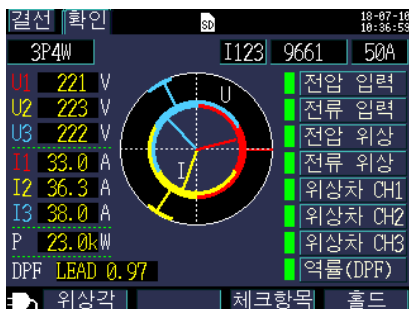 결선 확인 SD 18-07-10
10:36:53
3P4W I123 9661 50A
U1 221 V
U2 223 V
U3 222 V
I1 33.0 A
I2 36.3 A
I3 38.0 A
P 23.0kW
DPF LEAD 0.97
U
I
전압 입력
전류 입력
전압 위상
전류 위상
위상차 CH1
위상차 CH2
위상차 CH3
역률(DPF)
위상각 체크항목 홀드